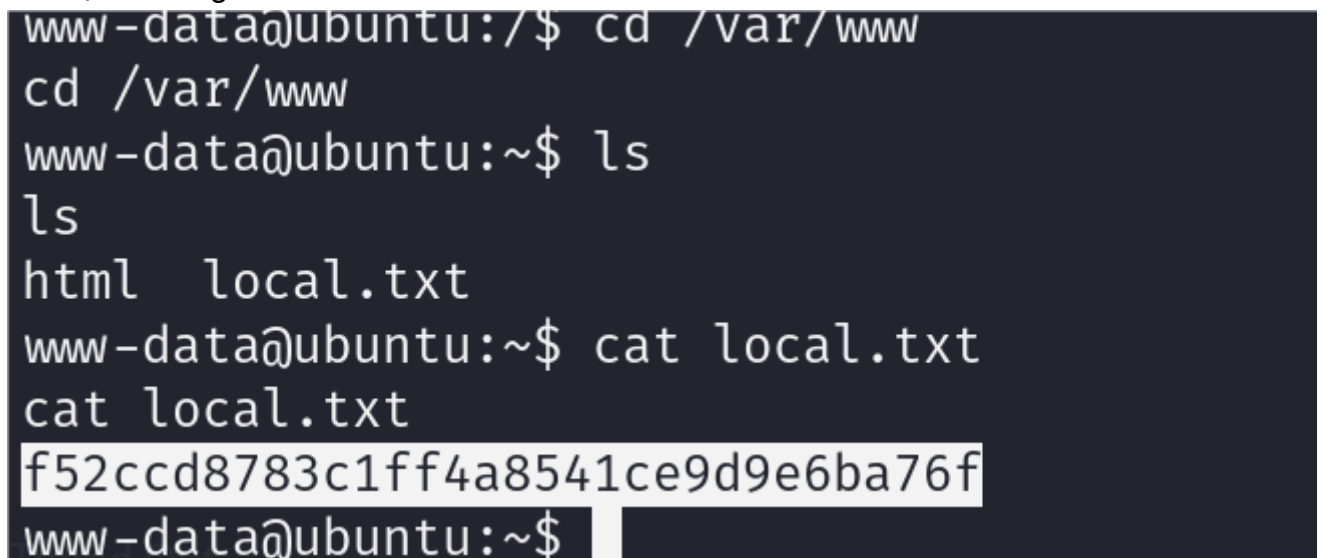 www-data@ubuntu:/$ cd /var/www
cd /var/www
www-data@ubuntu:~$ ls
ls
html  local.txt
www-data@ubuntu:~$ cat local.txt
cat local.txt
f52ccd8783c1ff4a8541ce9d9e6ba76f
www-data@ubuntu:~$